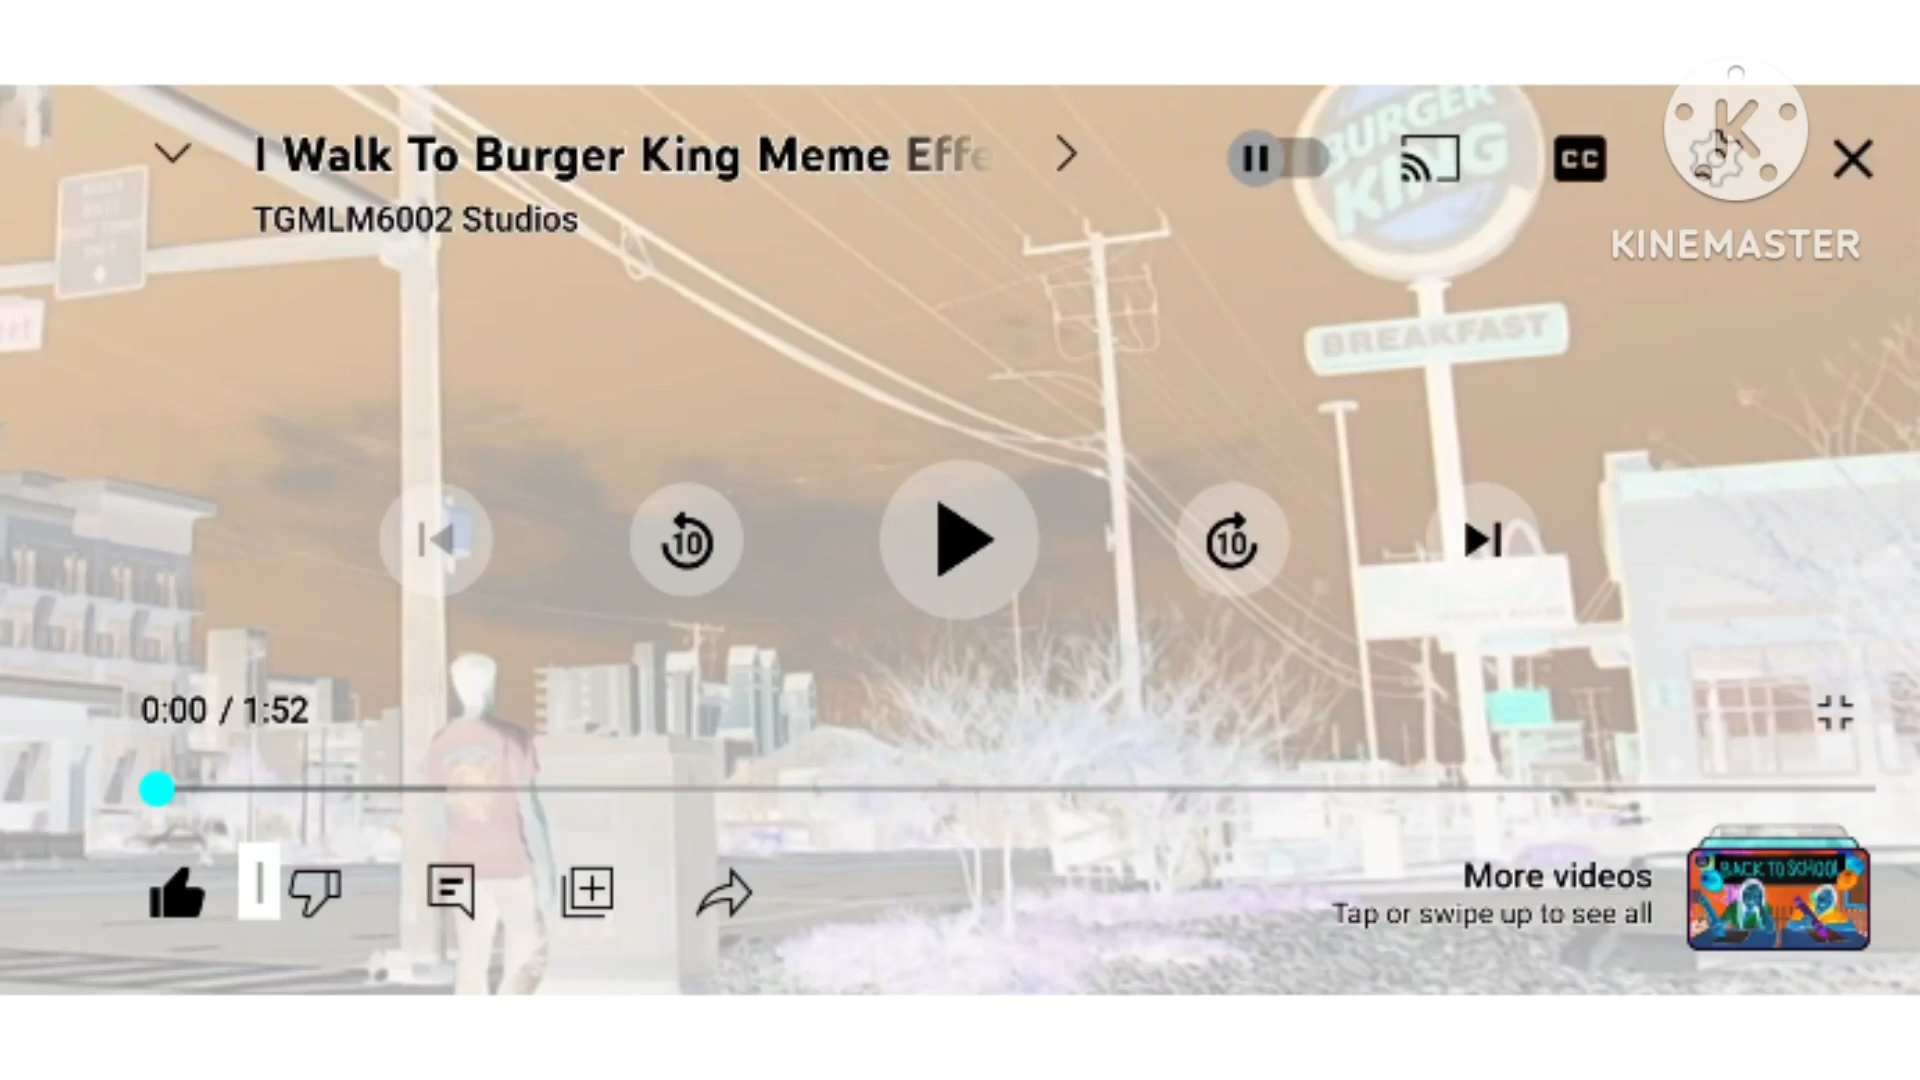 I Walk To Burger King Meme Effe
TGMLM6002 Studios
CC
K
KINEMASTER
BURGER
KING
BREAKFAST
10
10
0:00 / 1:52
More videos
Tap or swipe up to see all
BACK TO SCHOOL